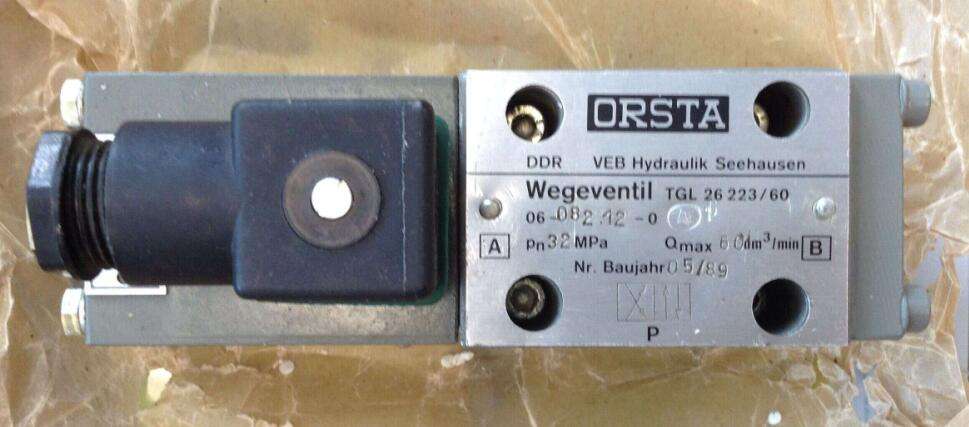 ORSTA
DDR VEB Hydraulik Seehausen
Wegeventil TGL 26 223/60
06-082.12-0
A pn 32 MPa Qmax 60 dm³/min B
Nr. Baujahr 05/89
P